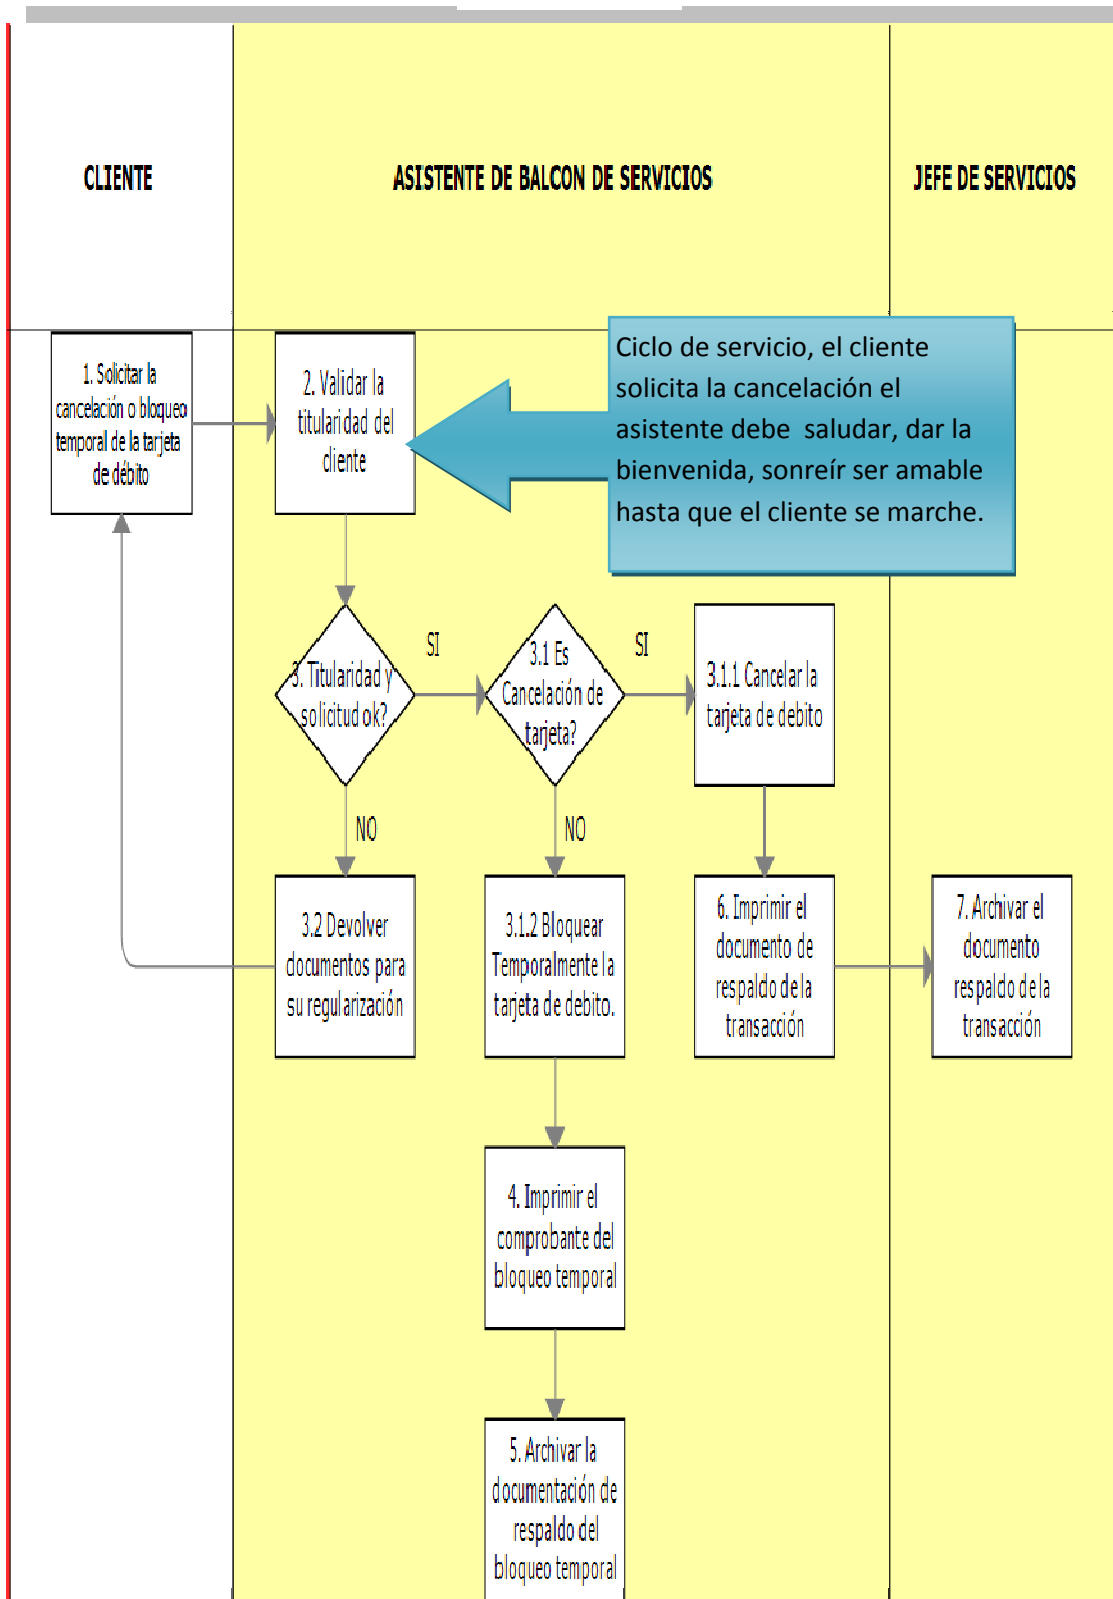 CLIENTE
ASISTENTE DE BALCON DE SERVICIOS
JEFE DE SERVICIOS
1. Solicitar la
cancelación o bloqueo
temporal de la tarjeta
de débito
2. Validar la
titularidad del
cliente
Ciclo de servicio, el cliente
solicita la cancelación el
asistente debe saludar, dar la
bienvenida, sonreír ser amable
hasta que el cliente se marche.
3. Titularidad y
solicitud ok?
SI
3.1 Es
Cancelación de
tarjeta?
SI
3.1.1 Cancelar la
tarjeta de debito
NO
NO
3.2 Devolver
documentos para
su regularización
3.1.2 Bloquear
Temporalmente la
tarjeta de debito.
6. Imprimir el
documento de
respaldo de la
transacción
7. Archivar el
documento
respaldo de la
transacción
4. Imprimir el
comprobante del
bloqueo temporal
5. Archivar la
documentación de
respaldo del
bloqueo temporal